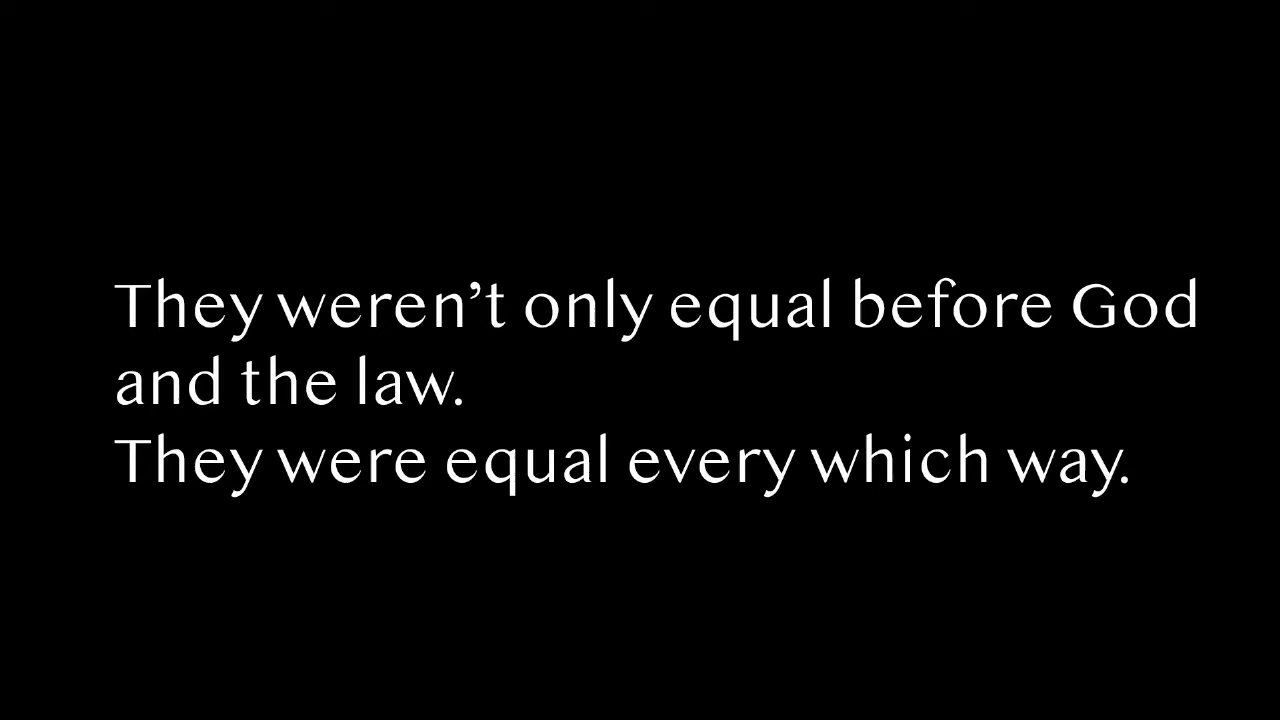 They weren’t only equal before God
and the law.
They were equal every which way.